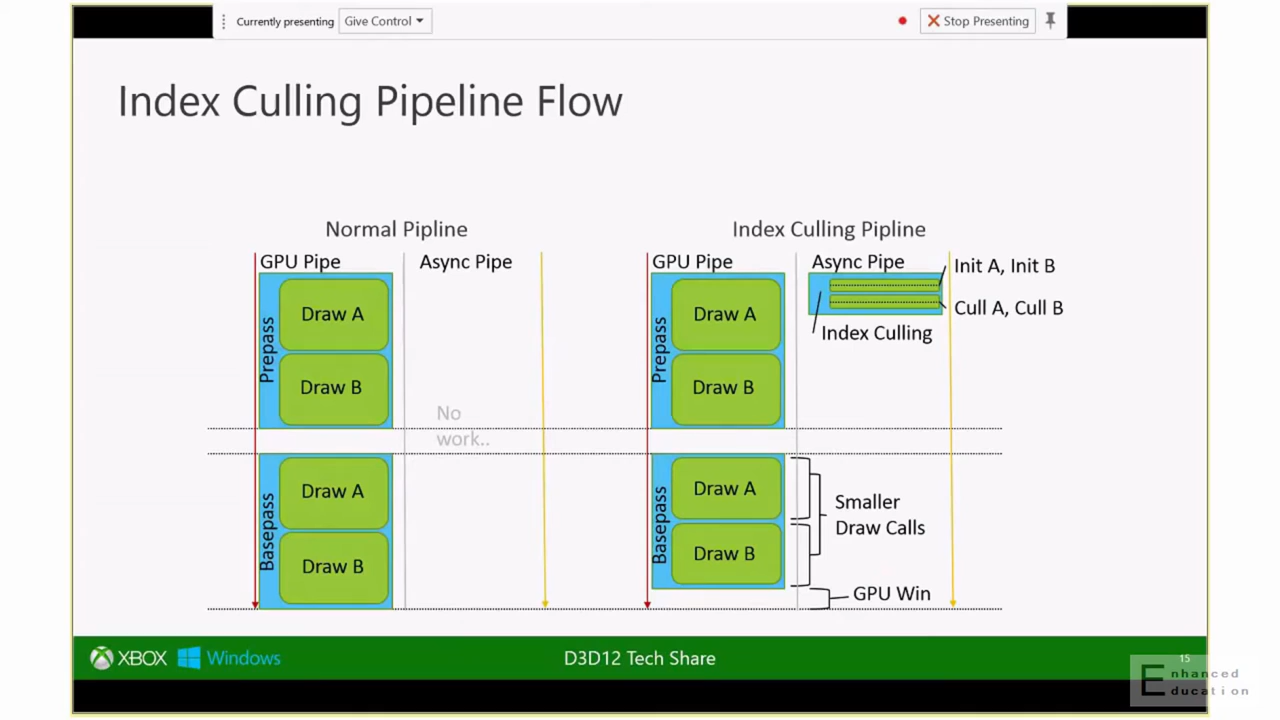 Currently presenting
Give Control
Stop Presenting
Index Culling Pipeline Flow
Normal Pipline
GPU Pipe
Async Pipe
Prepass
Draw A
Draw B
No
work..
Basepass
Draw A
Draw B
Index Culling Pipline
GPU Pipe
Async Pipe
Init A, Init B
Cull A, Cull B
Index Culling
Prepass
Draw A
Draw B
Basepass
Draw A
Draw B
Smaller
Draw Calls
GPU Win
XBOX
Windows
D3D12 Tech Share
15
Enhanced
Education